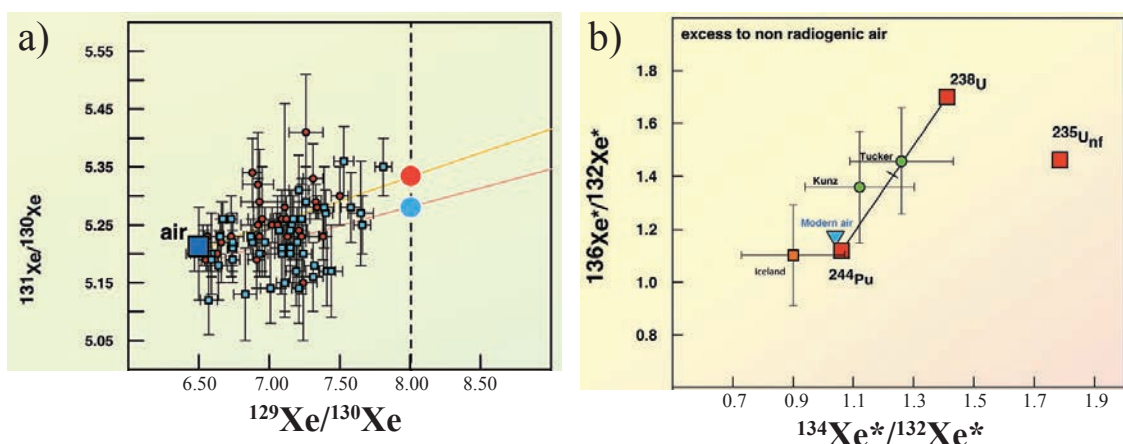 a)
5.55
5.45
5.35
5.26
5.15
5.05
131Xe/130Xe
air
6.50
7.00
7.50
8.00
8.50
129Xe/130Xe
b)
excess to non radiogenic air
1.8
1.6
1.4
1.2
1.0
0.8
136Xe*/132Xe*
238U
235Unf
Tucker
Kunz
Modern air
Iceland
244Pu
0.7
0.9
1.1
1.3
1.5
1.7
1.9
134Xe*/132Xe*